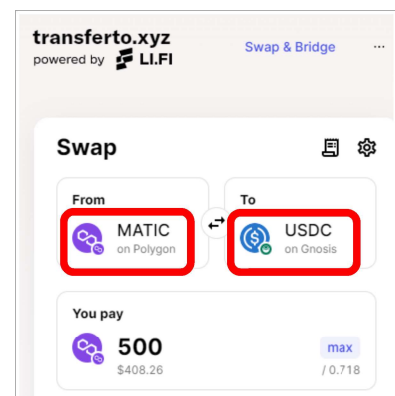 transferto.xyz
Swap & Bridge ...
powered by LI.FI
Swap
From
To
MATIC
on Polygon
USDC
on Gnosis
You pay
500
max
$408.26
/ 0.718